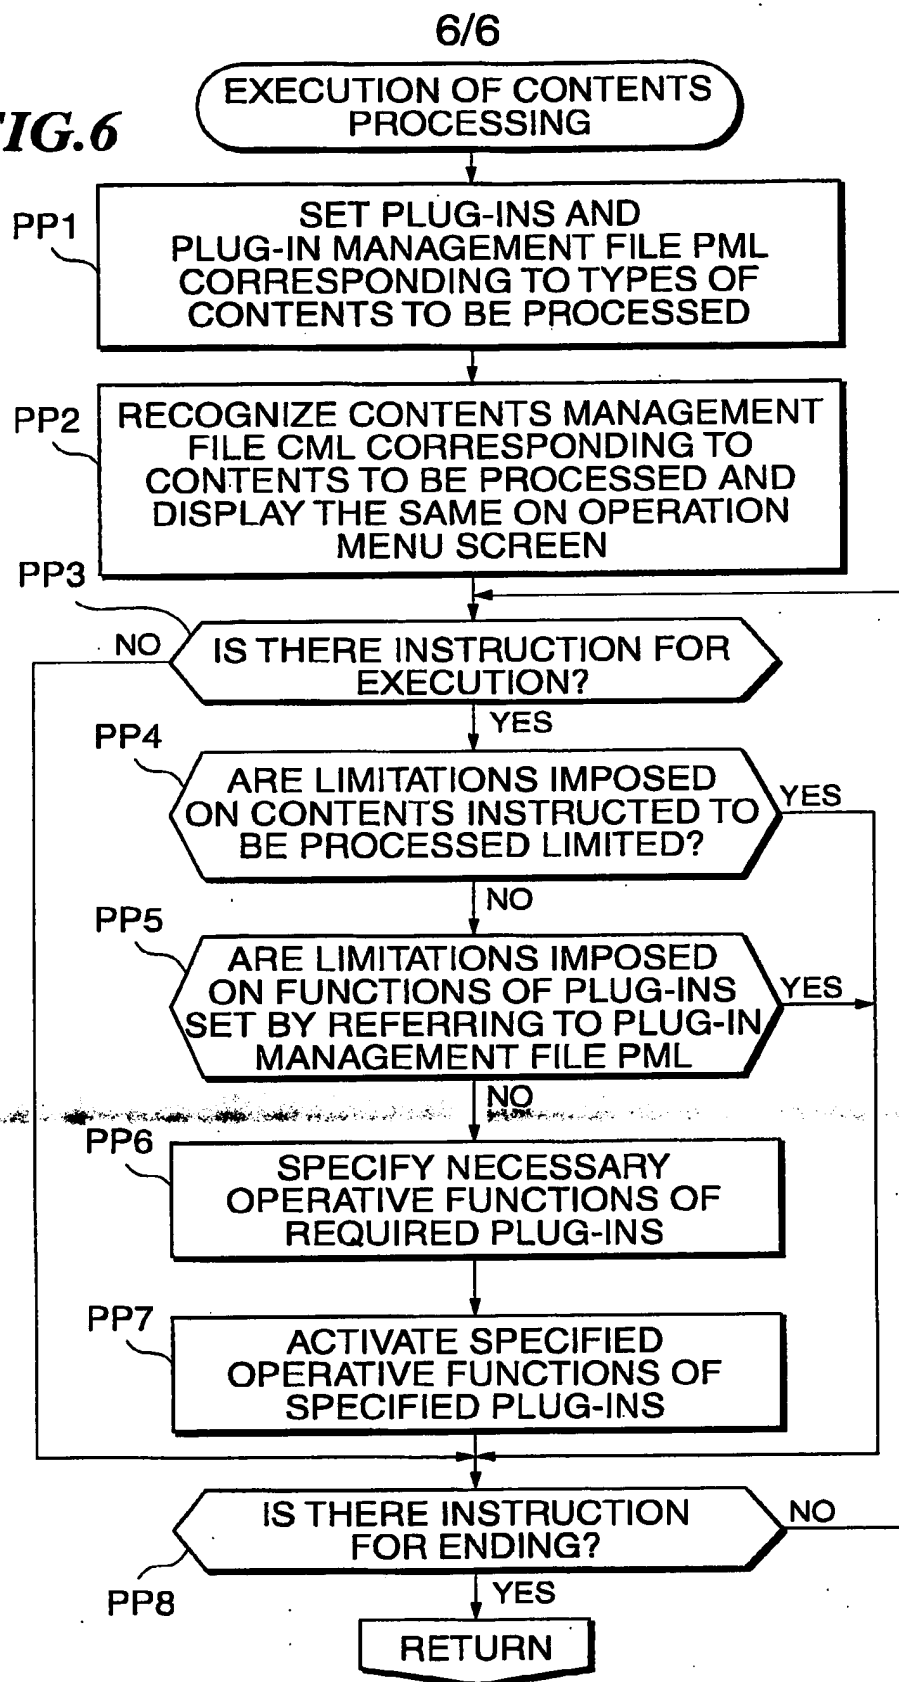 6/6
FIG.6
EXECUTION OF CONTENTS
PROCESSING
PP1
SET PLUG-INS AND
PLUG-IN MANAGEMENT FILE PML
CORRESPONDING TO TYPES OF
CONTENTS TO BE PROCESSED
PP2
RECOGNIZE CONTENTS MANAGEMENT
FILE CML CORRESPONDING TO
CONTENTS TO BE PROCESSED AND
DISPLAY THE SAME ON OPERATION
MENU SCREEN
PP3
NO
IS THERE INSTRUCTION FOR
EXECUTION?
YES
PP4
ARE LIMITATIONS IMPOSED
ON CONTENTS INSTRUCTED TO
BE PROCESSED LIMITED?
YES
NO
PP5
ARE LIMITATIONS IMPOSED
ON FUNCTIONS OF PLUG-INS
SET BY REFERRING TO PLUG-IN
MANAGEMENT FILE PML
YES
NO
PP6
SPECIFY NECESSARY
OPERATIVE FUNCTIONS OF
REQUIRED PLUG-INS
PP7
ACTIVATE SPECIFIED
OPERATIVE FUNCTIONS OF
SPECIFIED PLUG-INS
IS THERE INSTRUCTION
FOR ENDING?
NO
PP8
YES
RETURN